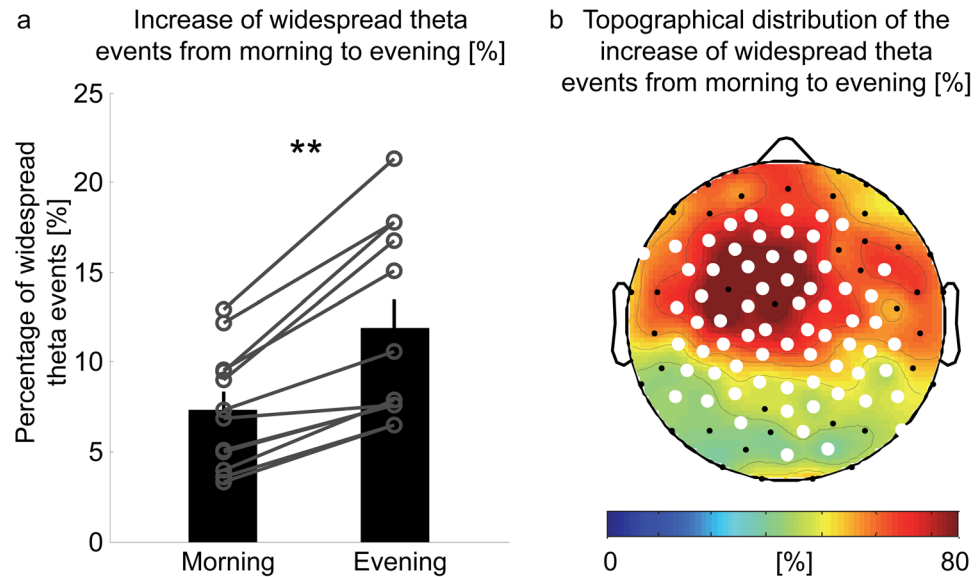 a
Increase of widespread theta
events from morning to evening [%]
Percentage of widespread
theta events [%]
25
20
15
10
5
0
**
Morning
Evening
b
Topographical distribution of the
increase of widespread theta
events from morning to evening [%]
0
[%]
80